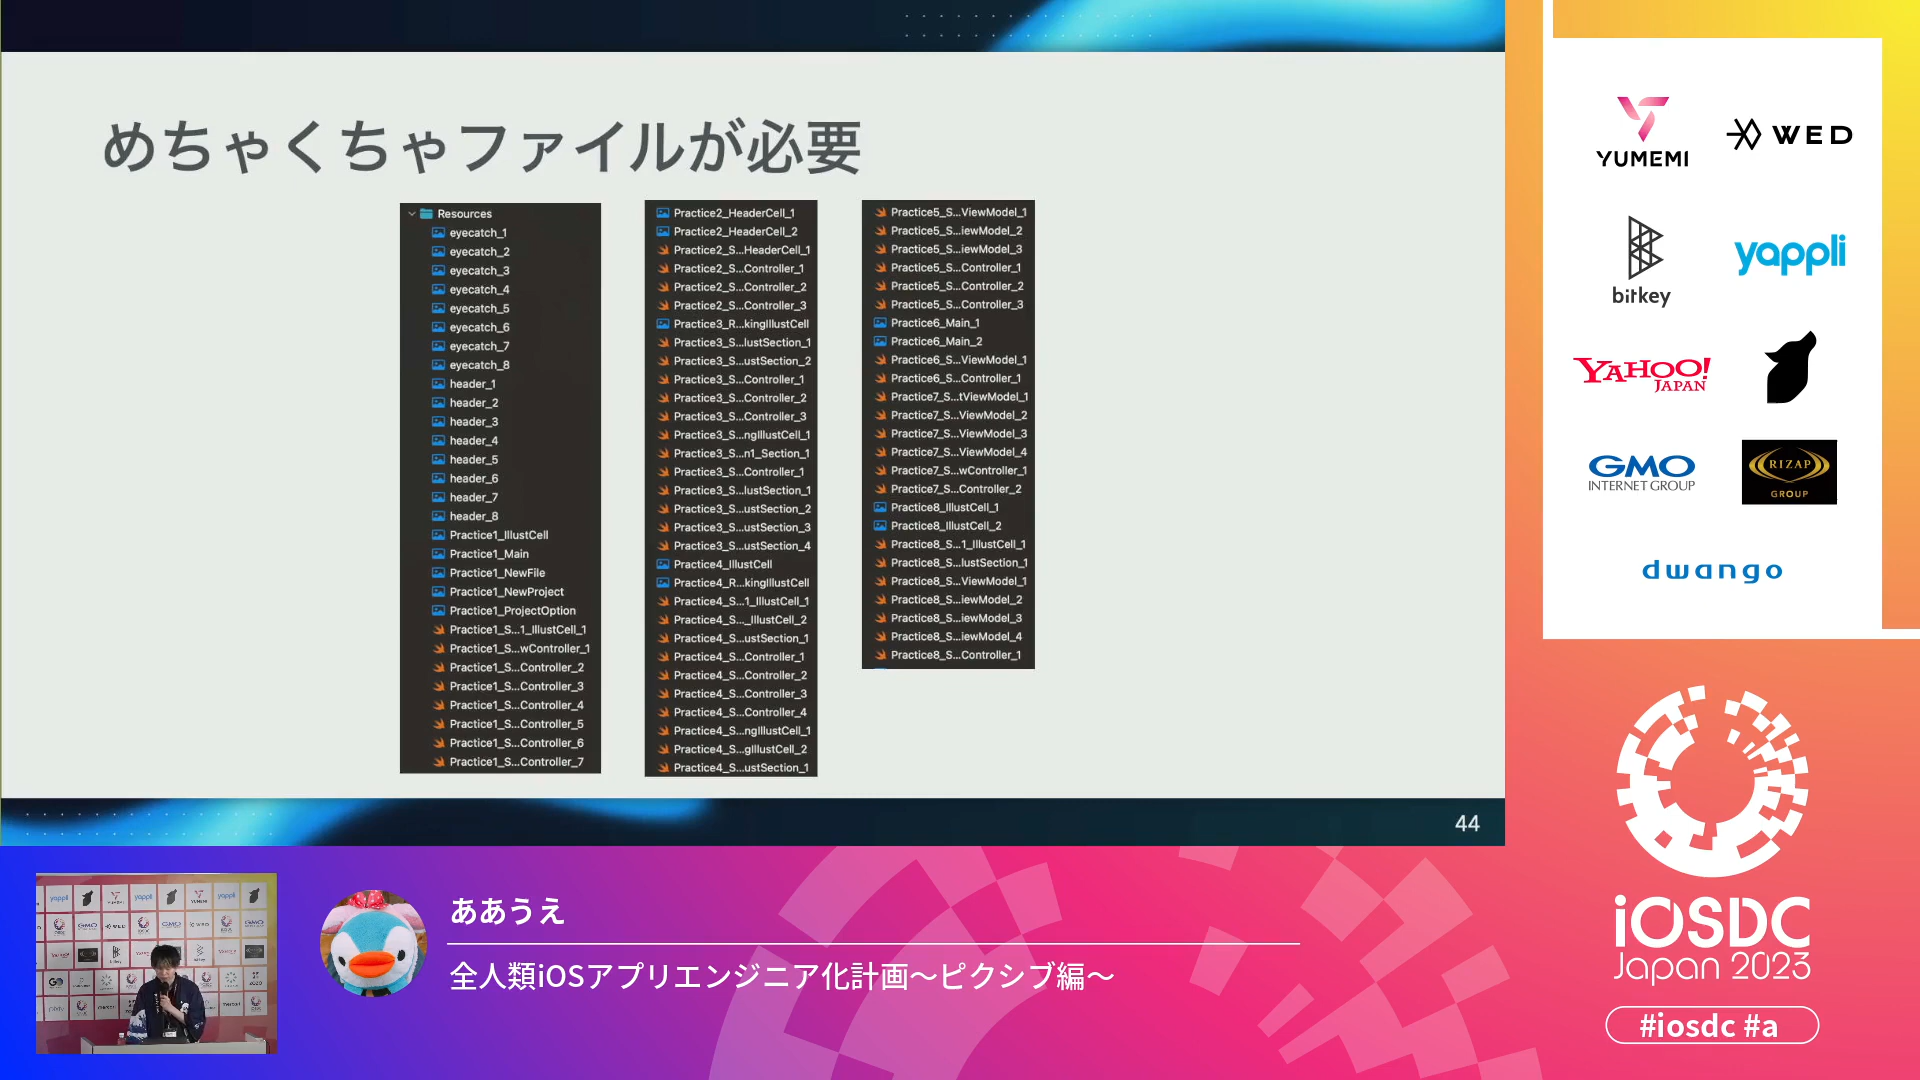 めちゃくちゃファイルが必要
Resources
eyecatch_1
eyecatch_2
eyecatch_3
eyecatch_4
eyecatch_5
eyecatch_6
eyecatch_7
eyecatch_8
header_1
header_2
header_3
header_4
header_5
header_6
header_7
header_8
Practice1_IllustCell
Practice1_Main
Practice1_NewFile
Practice1_NewProject
Practice1_ProjectOption
Practice1_S...1_IllustCell_1
Practice1_S...wController_1
Practice1_S...Controller_2
Practice1_S...Controller_3
Practice1_S...Controller_4
Practice1_S...Controller_5
Practice1_S...Controller_6
Practice1_S...Controller_7
Practice2_HeaderCell_1
Practice2_HeaderCell_2
Practice2_S...HeaderCell_1
Practice2_S...Controller_1
Practice2_S...Controller_2
Practice2_S...Controller_3
Practice3_R...kingIllustCell
Practice3_S...lustSection_1
Practice3_S...ustSection_2
Practice3_S...Controller_1
Practice3_S...Controller_2
Practice3_S...Controller_3
Practice3_S...ngIllustCell_1
Practice3_S...n1_Section_1
Practice3_S...Controller_1
Practice3_S...lustSection_1
Practice3_S...ustSection_2
Practice3_S...ustSection_3
Practice3_S...ustSection_4
Practice4_IllustCell
Practice4_R...kingIllustCell
Practice4_S...1_IllustCell_1
Practice4_S..._IllustCell_2
Practice4_S...ustSection_1
Practice4_S...Controller_1
Practice4_S...Controller_2
Practice4_S...Controller_3
Practice4_S...Controller_4
Practice4_S...ngIllustCell_1
Practice4_S...gIllustCell_2
Practice4_S...ustSection_1
Practice5_S...ViewModel_1
Practice5_S...iewModel_2
Practice5_S...iewModel_3
Practice5_S...Controller_1
Practice5_S...Controller_2
Practice5_S...Controller_3
Practice6_Main_1
Practice6_Main_2
Practice6_S...ViewModel_1
Practice6_S...Controller_1
Practice7_S...tViewModel_1
Practice7_S...ViewModel_2
Practice7_S...ViewModel_3
Practice7_S...ViewModel_4
Practice7_S...wController_1
Practice7_S...Controller_2
Practice8_IllustCell_1
Practice8_IllustCell_2
Practice8_S...1_IllustCell_1
Practice8_S...lustSection_1
Practice8_S...ViewModel_1
Practice8_S...iewModel_2
Practice8_S...iewModel_3
Practice8_S...iewModel_4
Practice8_S...Controller_1
44
ああうえ
全人類iOSアプリエンジニア化計画〜ピクシブ編〜
YUMEMI
WED
bitkey
yappli
YAHOO!
JAPAN
GMO
INTERNET GROUP
RIZAP
GROUP
dwango
iOSDC
Japan 2023
#iosdc #a